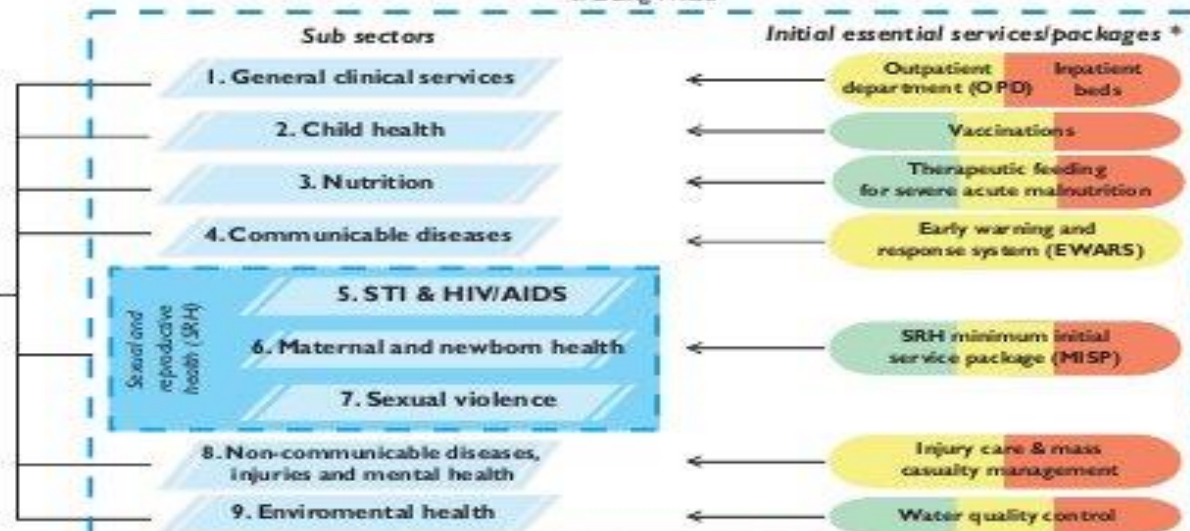 Sub sectors
Initial essential services/packages *
1. General clinical services
Outpatient
department (OPD)
Inpatient
beds
2. Child health
Vaccinations
3. Nutrition
Therapeutic feeding
for severe acute malnutrition
4. Communicable diseases
Early warning and
response system (EWARS)
Sexual and
reproductive
health (SRH)
5. STI & HIV/AIDS
6. Maternal and newborn health
7. Sexual violence
SRH minimum initial
service package (MISP)
8. Non-communicable diseases,
injuries and mental health
Injury care & mass
casualty management
9. Enviromental health
Water quality control